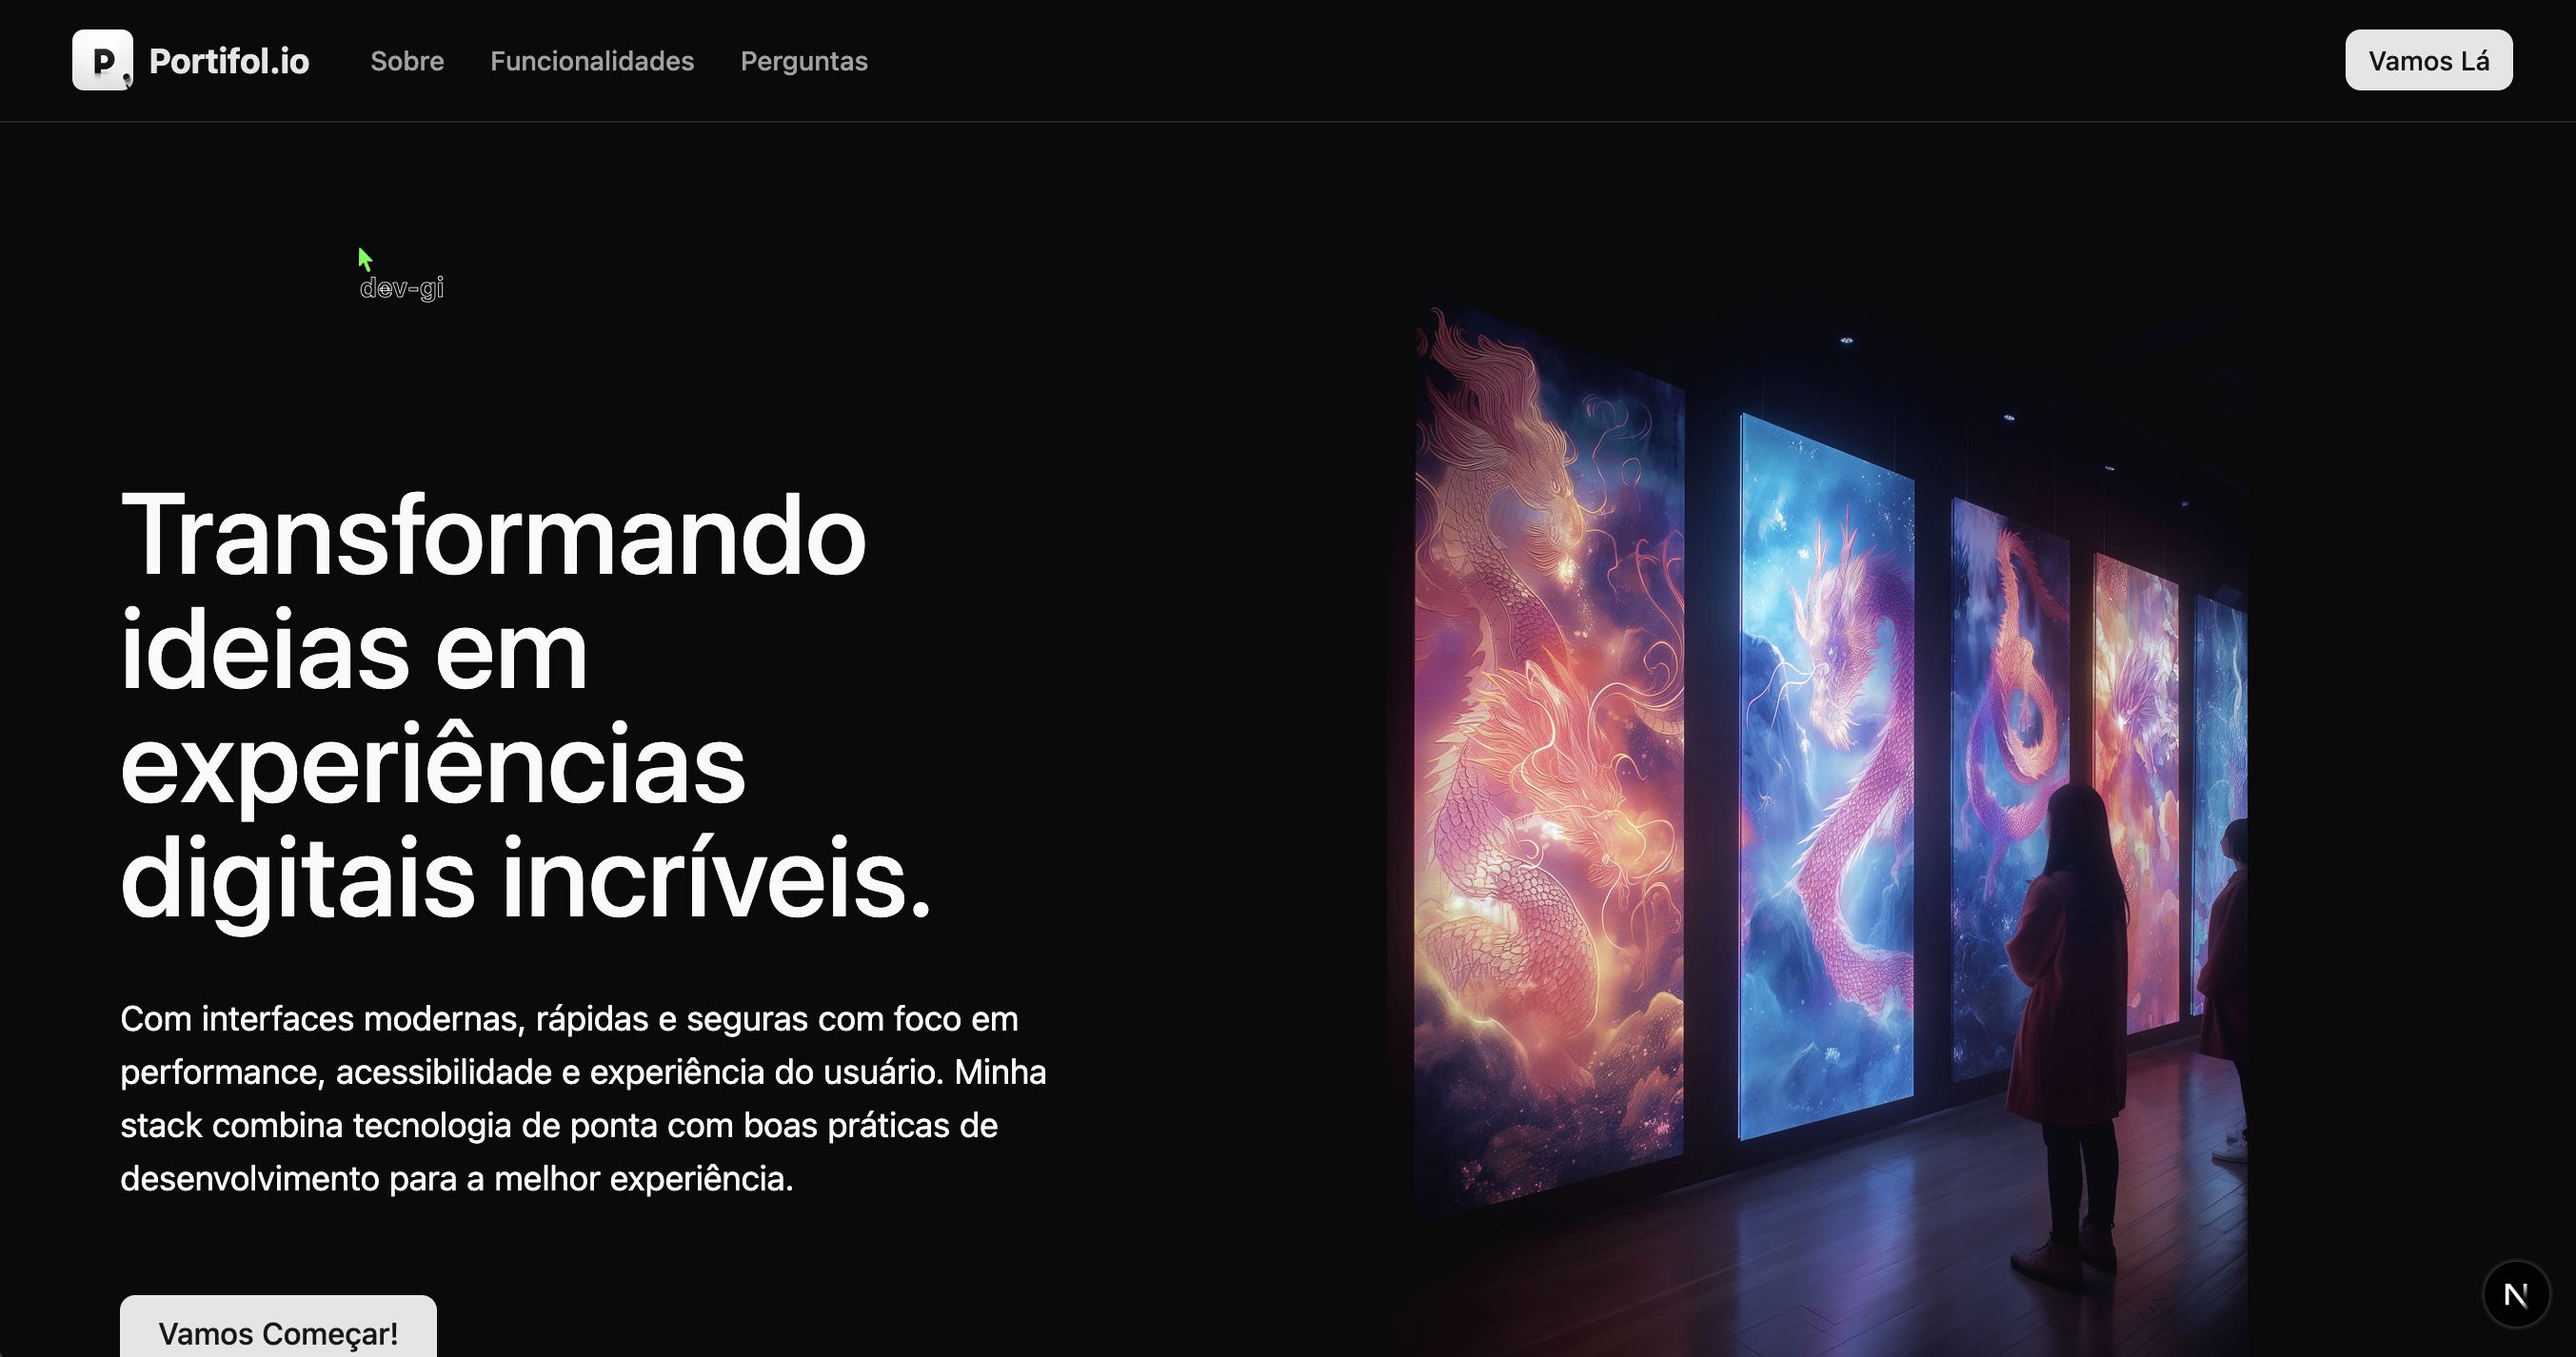 P.
Portifol.io
Sobre
Funcionalidades
Perguntas
Vamos Lá
dev-gi
Transformando
ideias em
experiências
digitais incríveis.
Com interfaces modernas, rápidas e seguras com foco em
performance, acessibilidade e experiência do usuário. Minha
stack combina tecnologia de ponta com boas práticas de
desenvolvimento para a melhor experiência.
Vamos Começar!
N